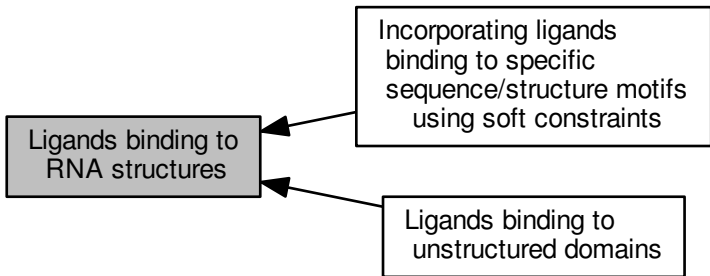 Incorporating ligands
binding to specific
sequence/structure motifs
using soft constraints
Ligands binding to
RNA structures
Ligands binding to
unstructured domains